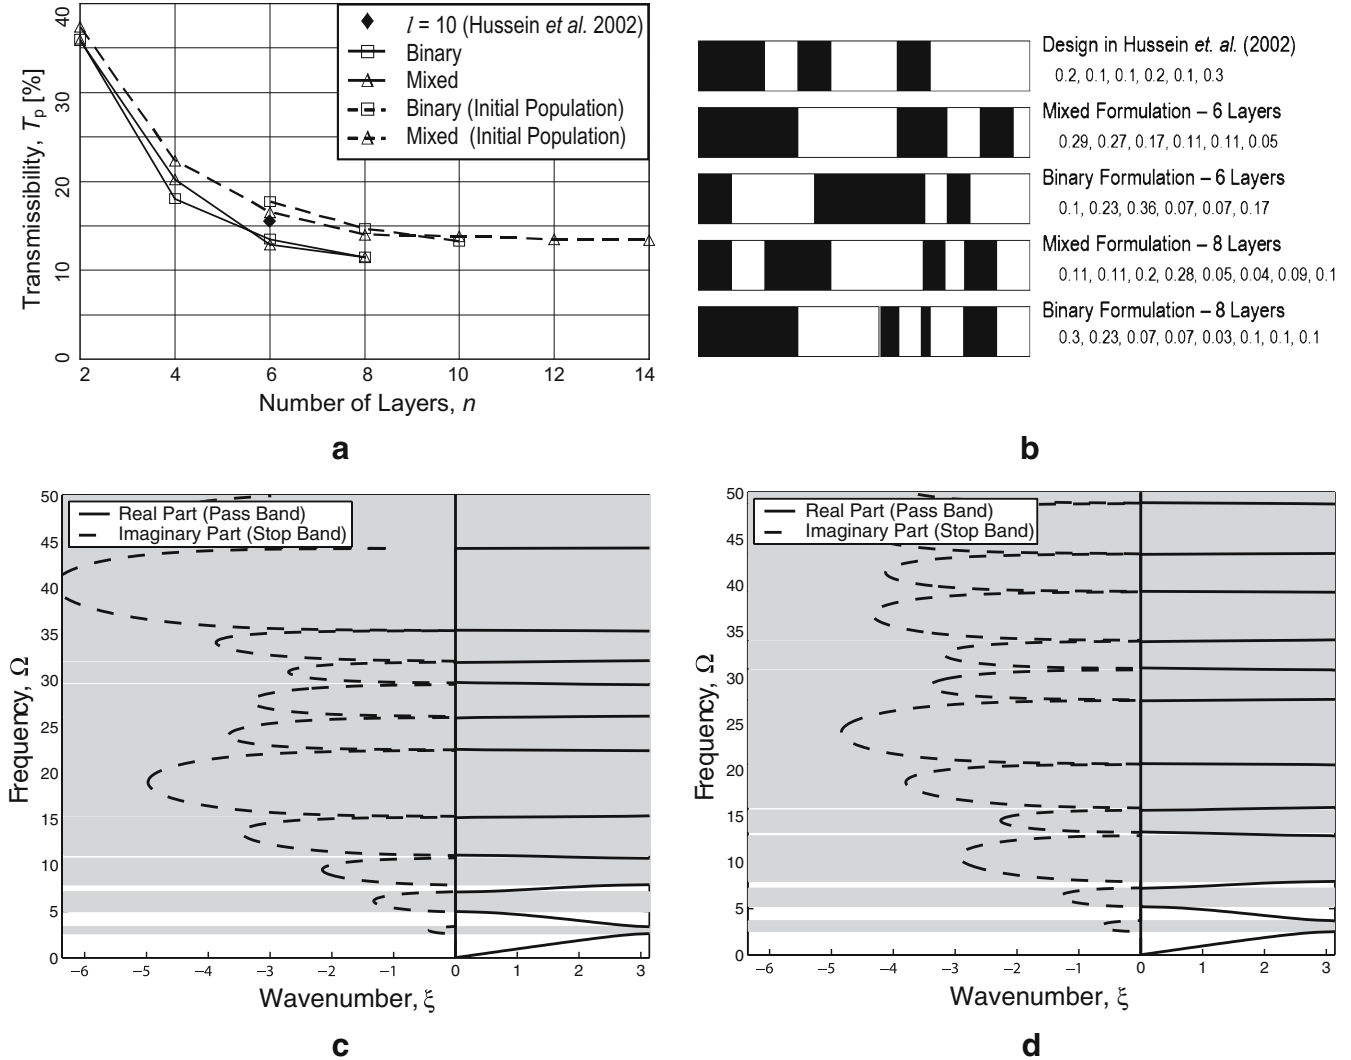 l = 10 (Hussein et al. 2002)
Binary
Mixed
Binary (Initial Population)
Mixed (Initial Population)
Transmissibility, Tp [%]
40
30
20
10
0
2 4 6 8 10 12 14
Number of Layers, n
a
Design in Hussein et. al. (2002)
0.2, 0.1, 0.1, 0.2, 0.1, 0.3
Mixed Formulation – 6 Layers
0.29, 0.27, 0.17, 0.11, 0.11, 0.05
Binary Formulation – 6 Layers
0.1, 0.23, 0.36, 0.07, 0.07, 0.17
Mixed Formulation – 8 Layers
0.11, 0.11, 0.2, 0.28, 0.05, 0.04, 0.09, 0.1
Binary Formulation – 8 Layers
0.3, 0.23, 0.07, 0.07, 0.03, 0.1, 0.1, 0.1
b
Real Part (Pass Band)
Imaginary Part (Stop Band)
Frequency, Ω
50
45
40
35
30
25
20
15
10
5
0
−6 −5 −4 −3 −2 −1 0 1 2 3
Wavenumber, ξ
c
Real Part (Pass Band)
Imaginary Part (Stop Band)
Frequency, Ω
50
45
40
35
30
25
20
15
10
5
0
−6 −5 −4 −3 −2 −1 0 1 2 3
Wavenumber, ξ
d